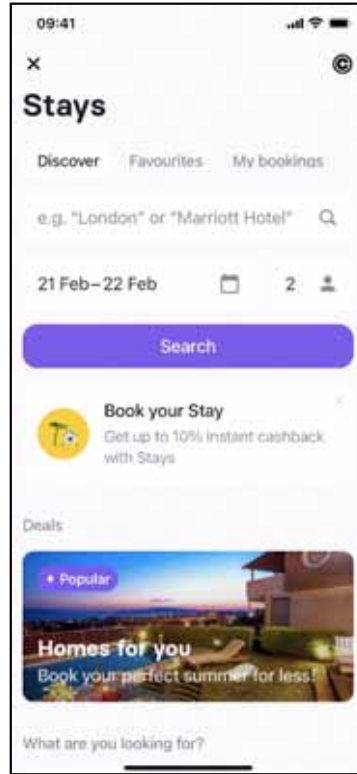 09:41
Stays
Discover Favourites My bookings
e.g. "London" or "Marriott Hotel"
21 Feb–22 Feb 2
Search
Book your Stay
Get up to 10% instant cashback
with Stays
Deals
Popular
Homes for you
Book your perfect summer for less!
What are you looking for?